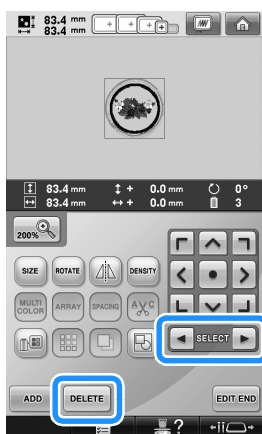 83.4 mm
83.4 mm
83.4 mm + 0.0 mm 0°
83.4 mm + 0.0 mm 3
200%
SIZE ROTATE DENSITY
MULTI COLOR ARRAY SPACING A C
SELECT
ADD DELETE EDIT END
?